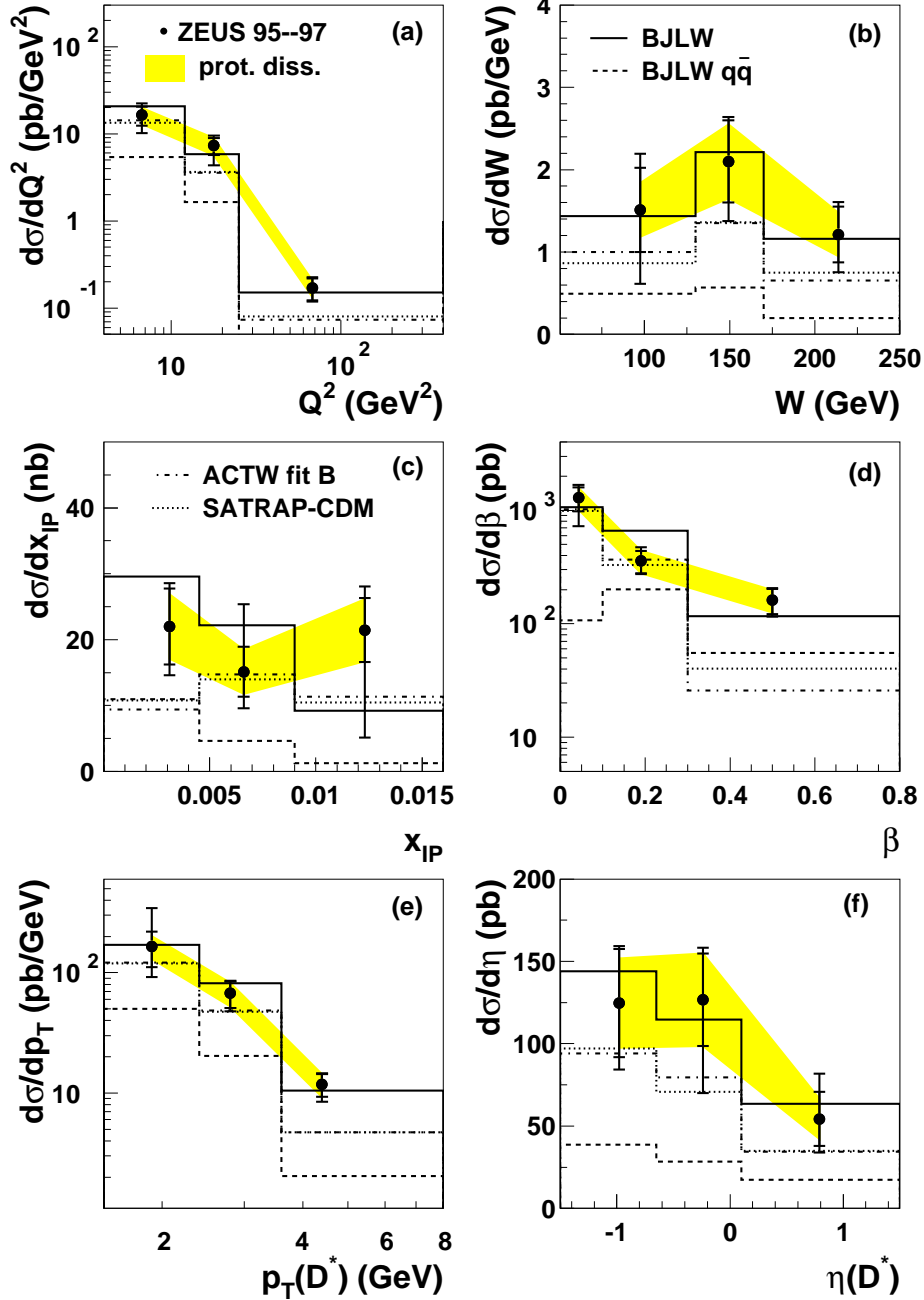 (a)
ZEUS 95--97
prot. diss.
dσ/dQ² (pb/GeV²)
10²
10
1
10⁻¹
10 10²
Q² (GeV²)
(b)
BJLW
BJLW qq̄
dσ/dW (pb/GeV)
6
4
2
1
0
100 150 200 250
W (GeV)
(c)
ACTW fit B
SATRAP-CDM
dσ/dx_IP (nb)
40
20
0
0.005 0.01 0.015
x_IP
(d)
dσ/dβ (pb)
10³
10²
10
0 0.2 0.4 0.6 0.8
β
(e)
dσ/dp_T (pb/GeV)
10²
10
2 4 6 8
p_T(D*) (GeV)
(f)
dσ/dη (pb)
200
150
100
50
0
-1 0 1
η(D*)